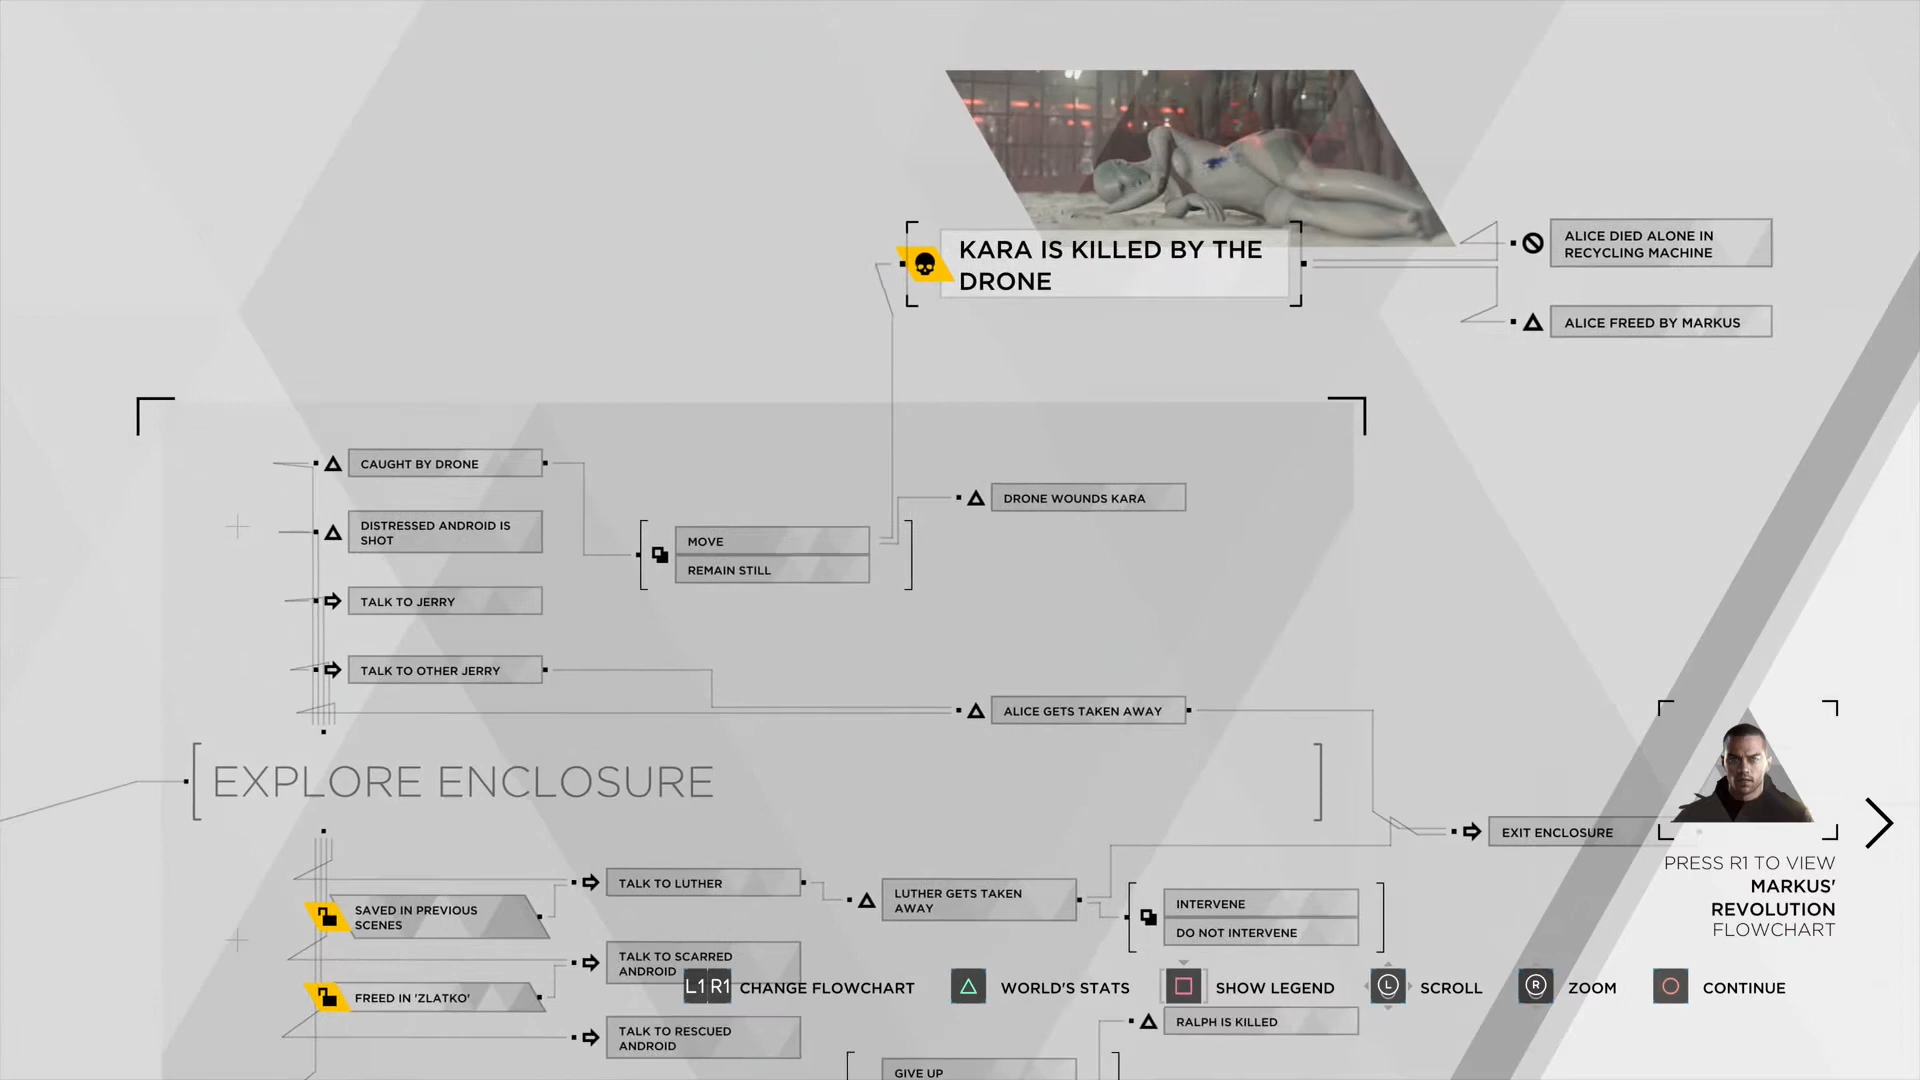 KARA IS KILLED BY THE
DRONE
ALICE DIED ALONE IN
RECYCLING MACHINE
ALICE FREED BY MARKUS
CAUGHT BY DRONE
DRONE WOUNDS KARA
DISTRESSED ANDROID IS
SHOT
MOVE
REMAIN STILL
TALK TO JERRY
TALK TO OTHER JERRY
ALICE GETS TAKEN AWAY
EXPLORE ENCLOSURE
EXIT ENCLOSURE
PRESS R1 TO VIEW
MARKUS'
REVOLUTION
FLOWCHART
TALK TO LUTHER
LUTHER GETS TAKEN
AWAY
INTERVENE
DO NOT INTERVENE
SAVED IN PREVIOUS
SCENES
TALK TO SCARRED
ANDROID
FREED IN 'ZLATKO'
L1 R1 CHANGE FLOWCHART
WORLD'S STATS
SHOW LEGEND
L SCROLL
R ZOOM
CONTINUE
TALK TO RESCUED
ANDROID
RALPH IS KILLED
GIVE UP